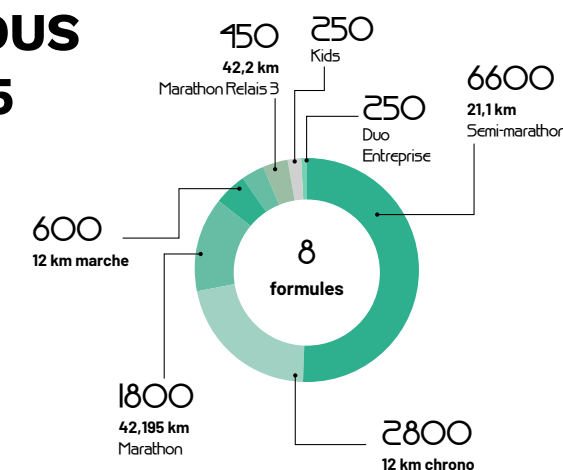 OUS
5
450
42,2 km
Marathon Relais 3
250
Kids
250
Duo
Entreprise
6600
21,1 km
Semi-marathon
600
12 km marche
8
formules
1800
42,195 km
Marathon
2800
12 km chrono